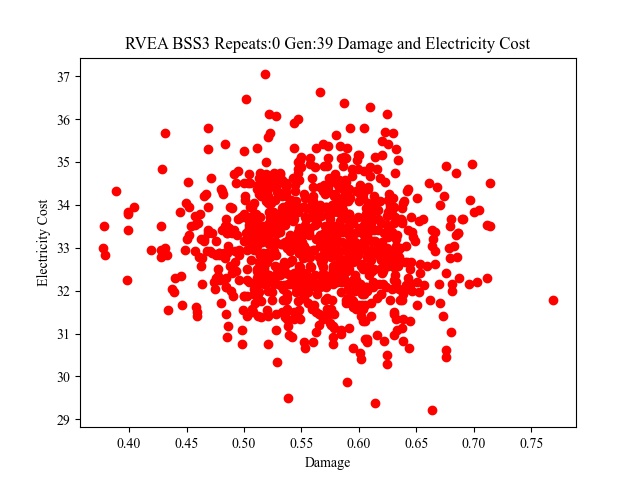 RVEA BSS3 Repeats:0 Gen:39 Damage and Electricity Cost
37
36
35
34
33
32
31
30
29
Electricity Cost
0.40 0.45 0.50 0.55 0.60 0.65 0.70 0.75
Damage